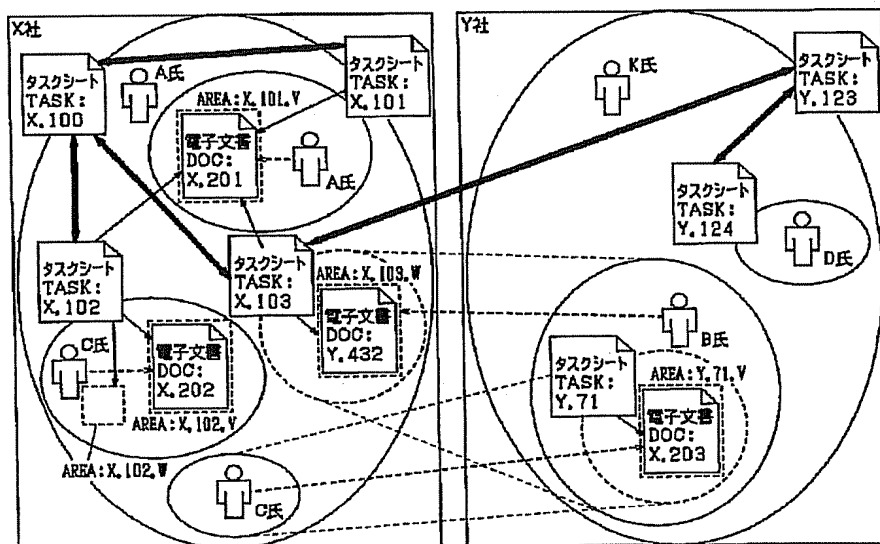 X社
タスクシート
TASK:
X.100
A氏
タスクシート
TASK:
X.101
AREA:X.101.V
電子文書
DOC:
X.201
A氏
タスクシート
TASK:
X.102
タスクシート
TASK:
X.103
AREA:X.103.W
電子文書
DOC:
Y.432
C氏
電子文書
DOC:
X.202
AREA:X.102.V
AREA:X.102.W
C氏
Y社
K氏
タスクシート
TASK:
Y.123
タスクシート
TASK:
Y.124
D氏
B氏
タスクシート
TASK:
Y.71
AREA:Y.71.V
電子文書
DOC:
X.203